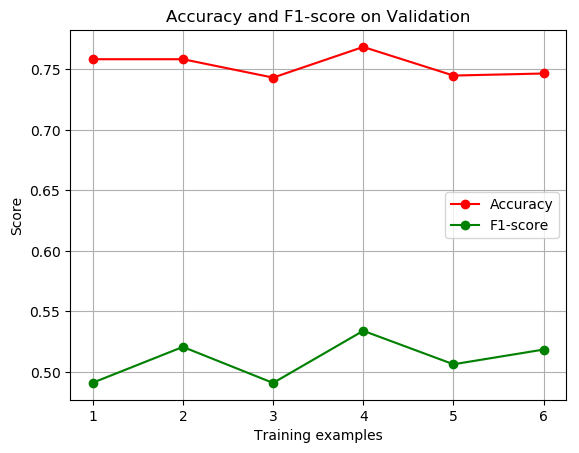 Accuracy and F1-score on Validation
0.75
0.70
0.65
0.60
0.55
0.50
Score
Accuracy
F1-score
1 2 3 4 5 6
Training examples